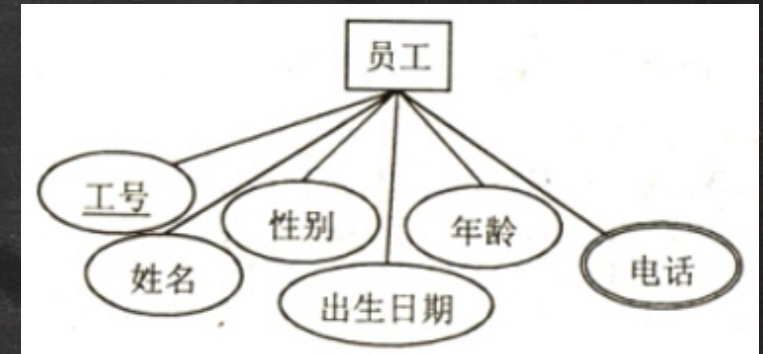 员工
工号
性别
年龄
姓名
出生日期
电话